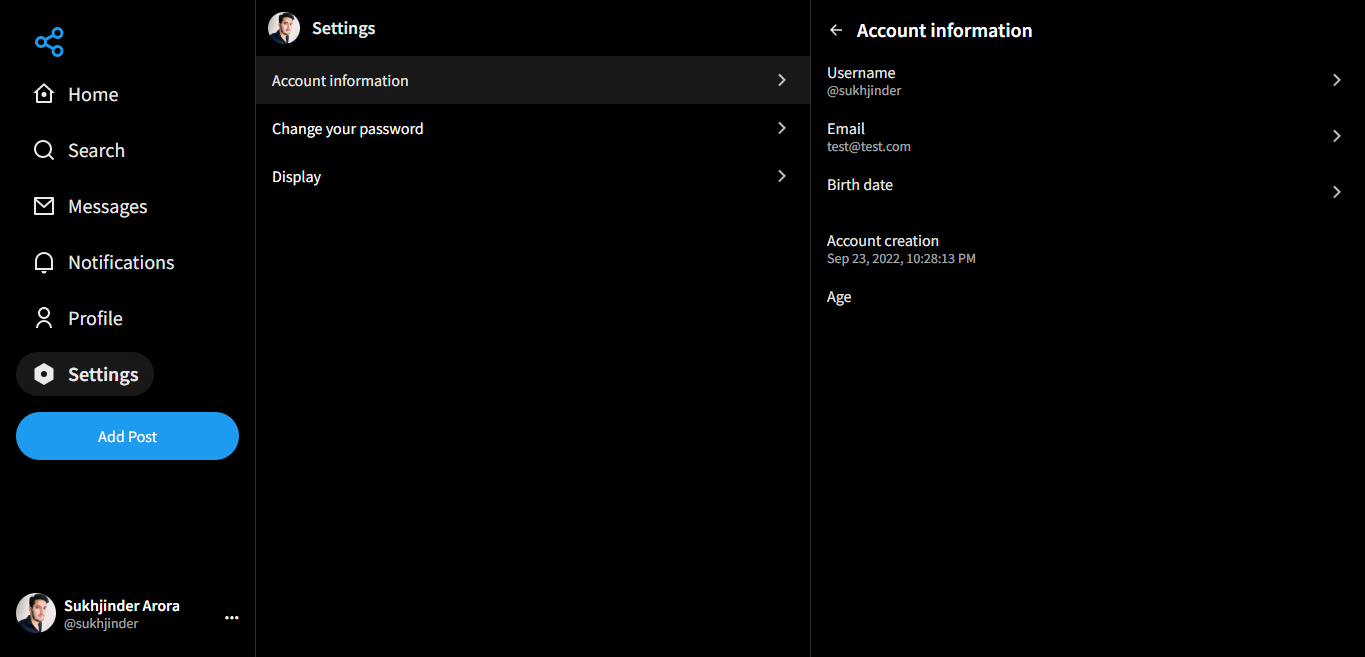 Home
Search
Messages
Notifications
Profile
Settings
Add Post
Sukhjinder Arora
@sukhjinder
Settings
Account information
Change your password
Display
Account information
Username
@sukhjinder
Email
test@test.com
Birth date
Account creation
Sep 23, 2022, 10:28:13 PM
Age